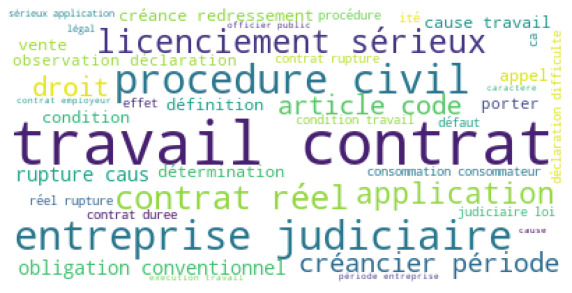 sérieux application
créance redressement
procédure
ité
cause travail
légal
officier public
vente
licenciement sérieux
ca
observation déclaration
contrat rupture
appel
droit
procedure civil
caractere
déclaration difficulte
contrat employeur
effet
définition
article code
porter
condition
condition travail
défaut
travail contrat
rupture caus
détermination
consommation consommateur
réel rupture
contrat réel
application
contrat duree
judiciaire loi
entreprise judiciaire
cause
obligation conventionnel
créancier période
execution travail
période entreprise